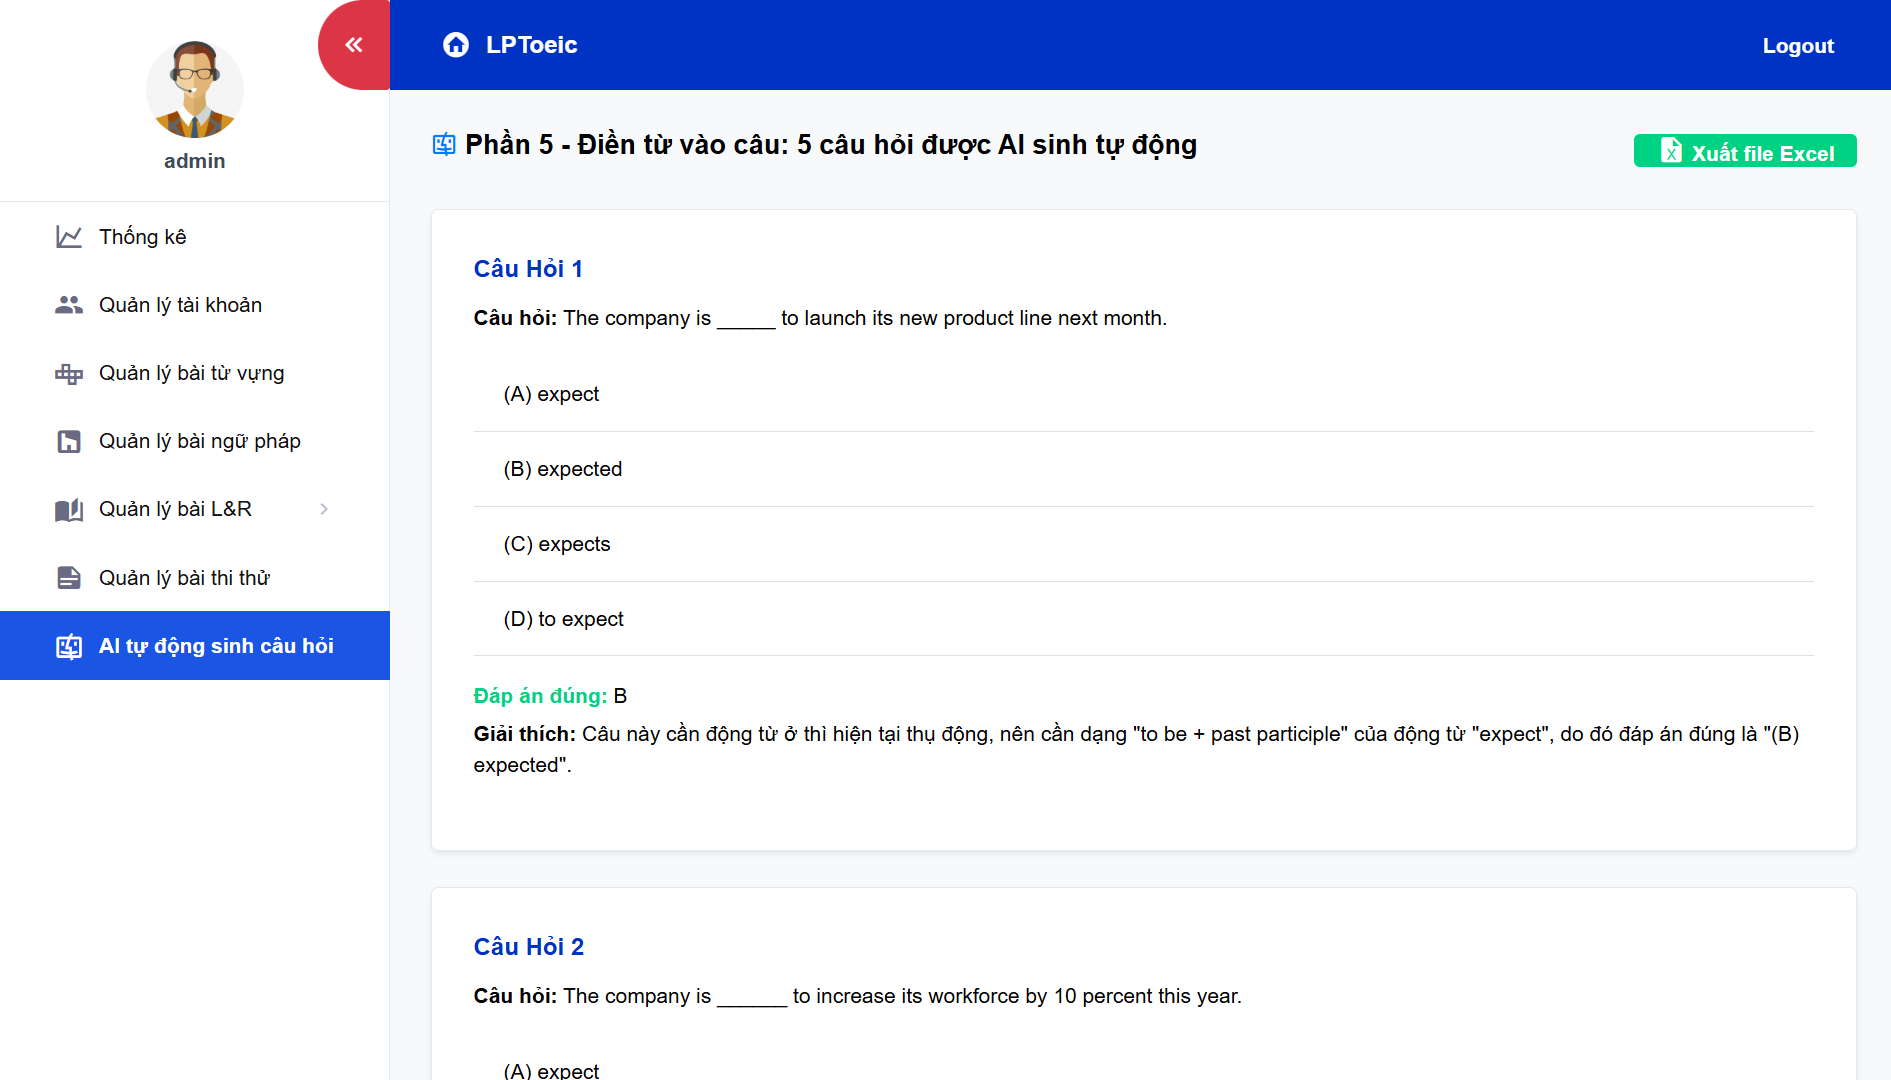 admin
Thống kê
Quản lý tài khoản
Quản lý bài từ vựng
Quản lý bài ngữ pháp
Quản lý bài L&R
Quản lý bài thi thử
AI tự động sinh câu hỏi
LPToeic
Logout
Phần 5 - Điền từ vào câu: 5 câu hỏi được AI sinh tự động
Xuất file Excel
Câu Hỏi 1
Câu hỏi: The company is _____ to launch its new product line next month.
(A) expect
(B) expected
(C) expects
(D) to expect
Đáp án đúng: B
Giải thích: Câu này cần động từ ở thì hiện tại thụ động, nên cần dạng "to be + past participle" của động từ "expect", do đó đáp án đúng là "(B)
expected".
Câu Hỏi 2
Câu hỏi: The company is ______ to increase its workforce by 10 percent this year.
(A) expect